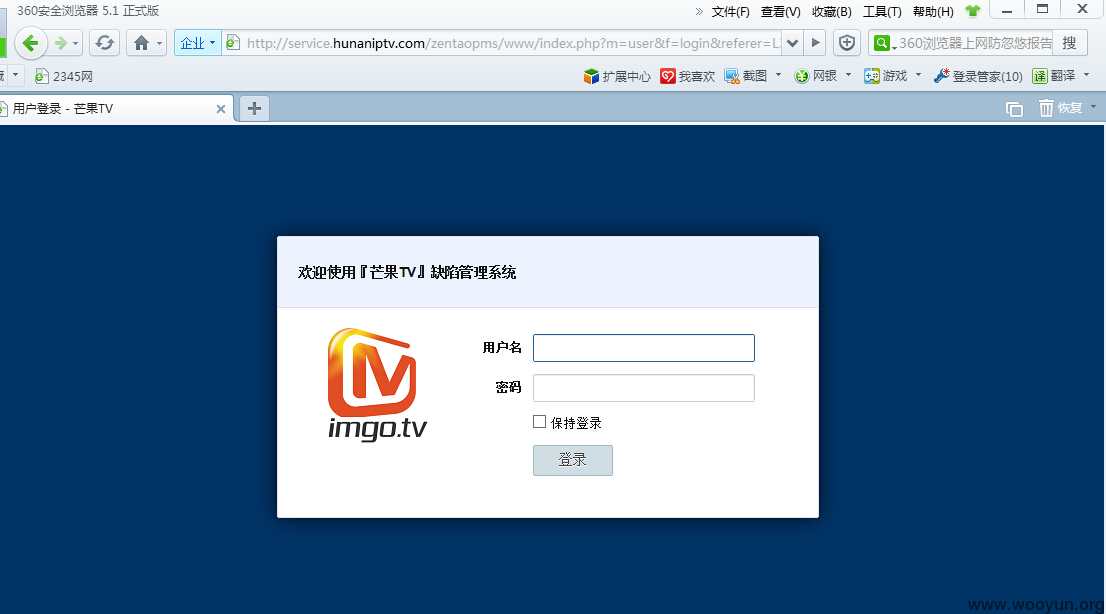 360安全浏览器 5.1 正式版
» 文件(F) 查看(V) 收藏(B) 工具(T) 帮助(H)
企业 http://service.hunaniptv.com/zentaopms/www/index.php?m=user&f=login&referer=L 360浏览器上网防忽悠报告 搜
2345网 扩展中心 我喜欢 截图 网银 游戏 登录管家(10) 译 翻译
用户登录 - 芒果TV 恢复
欢迎使用『芒果TV』缺陷管理系统
用户名
密码
保持登录
登录
imgo.tv
www.wooyun.org